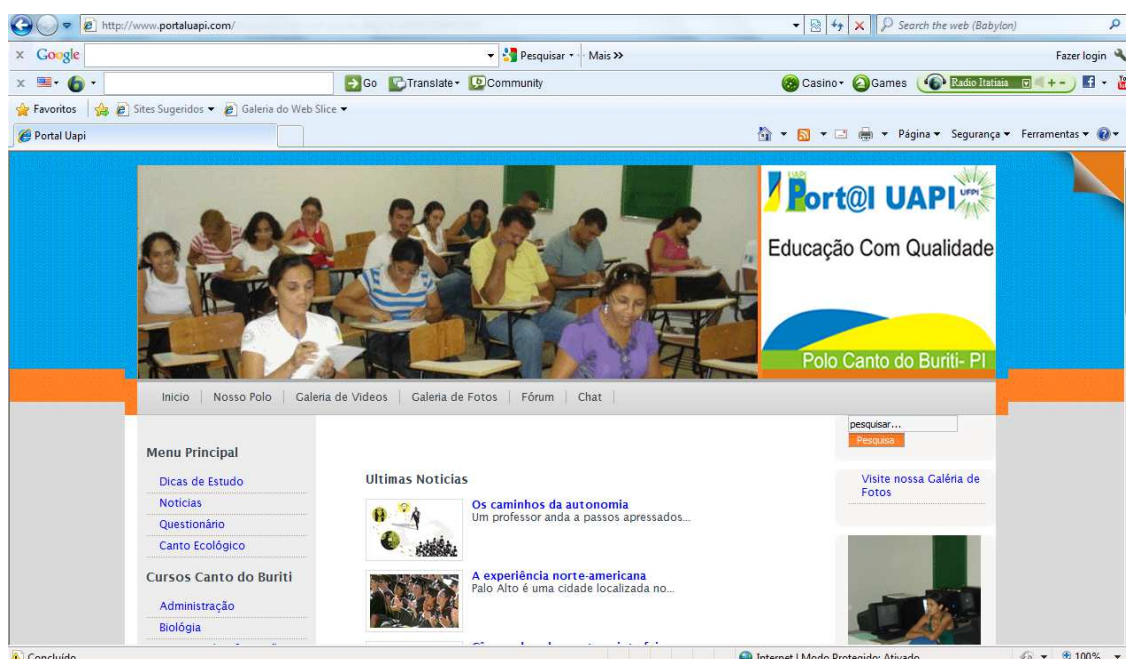 http://www.portaluapi.com/
Search the web (Babylon)
x Google
Pesquisar
Mais >>
Fazer login
x
Go
Translate
Community
Casino
Games
Radio Itatiaia
Favoritos
Sites Sugeridos
Galeria do Web Slice
Portal Uapi
Página
Segurança
Ferramentas
UAPI
Port@l UAPI
UFPI
Educação Com Qualidade
Polo Canto do Buriti- PI
Inicio | Nosso Polo | Galeria de Videos | Galeria de Fotos | Fórum | Chat |
pesquisar...
Pesquisa
Menu Principal
Dicas de Estudo
Noticias
Questionário
Canto Ecológico
Cursos Canto do Buriti
Administração
Biológia
Ultimas Noticias
Os caminhos da autonomia
Um professor anda a passos apressados...
A experiência norte-americana
Palo Alto é uma cidade localizada no...
Visite nossa Galéria de
Fotos
Concluído
Internet | Modo Protegido: Ativado
100%